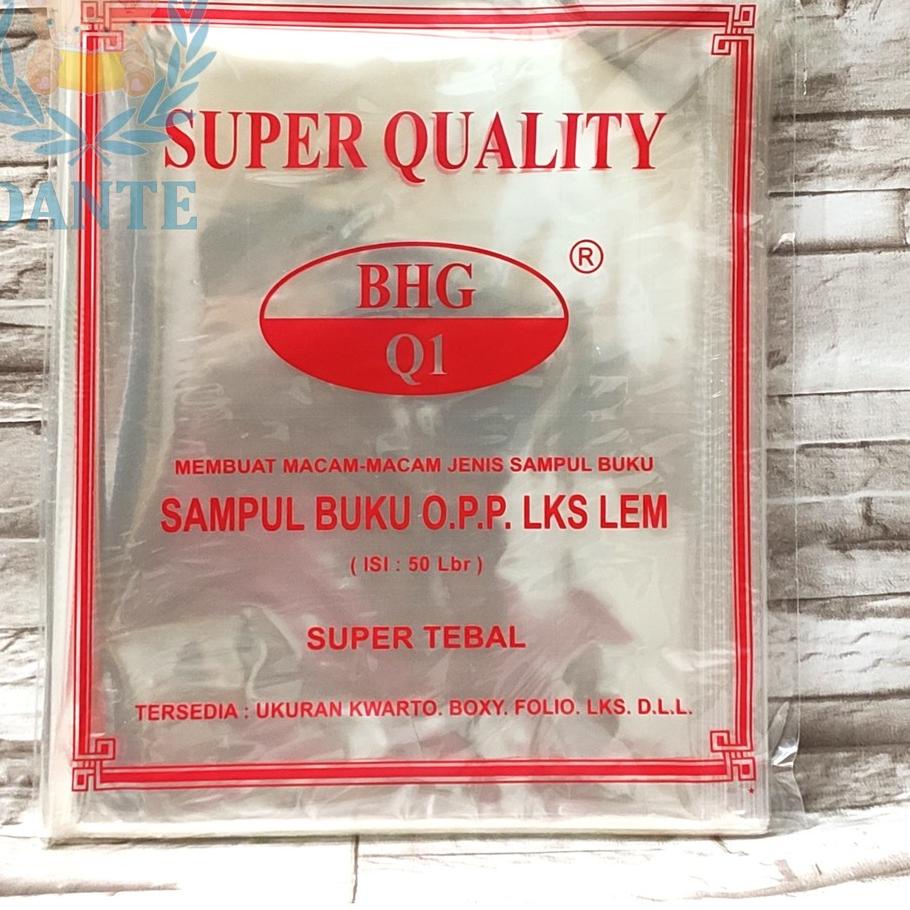 SUPER QUALITY
DANTE
®
BHG
Q1
MEMBUAT MACAM-MACAM JENIS SAMPUL BUKU
SAMPUL BUKU O.P.P. LKS LEM
( ISI : 50 Lbr )
SUPER TEBAL
TERSEDIA : UKURAN KWARTO. BOXY. FOLIO. LKS. D.L.L.